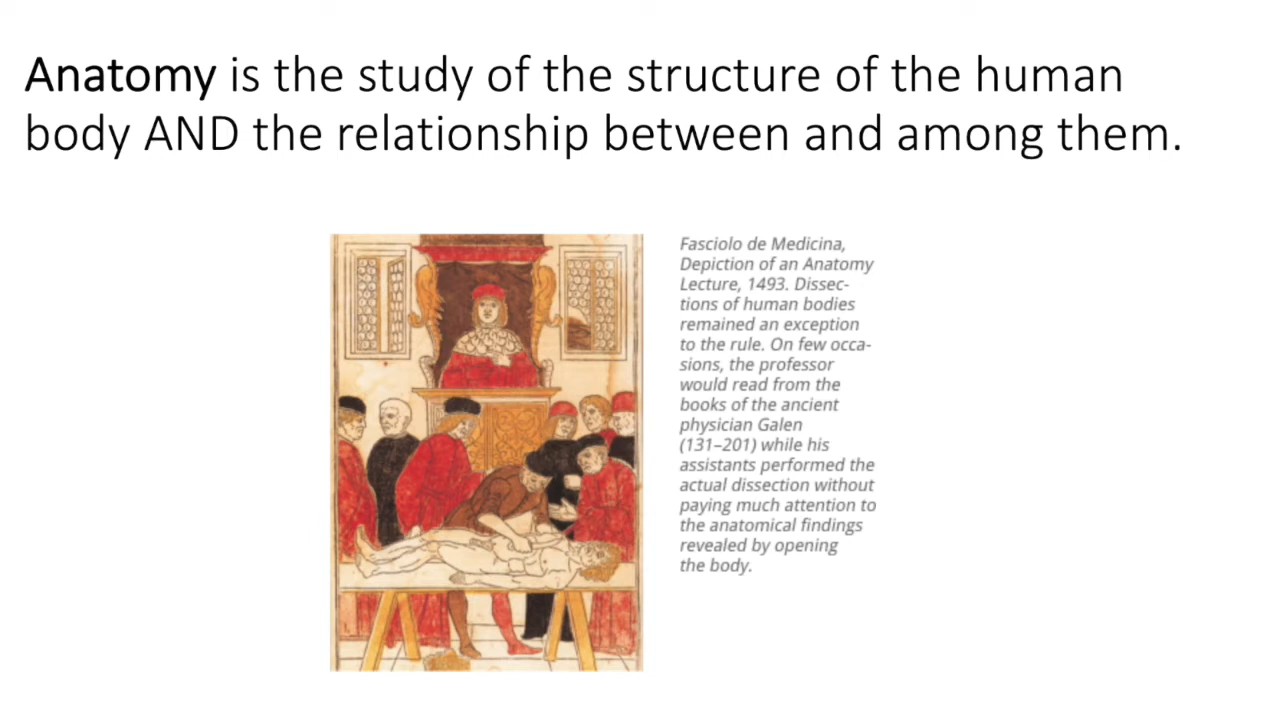 Anatomy is the study of the structure of the human
body AND the relationship between and among them.
Fasciolo de Medicina,
Depiction of an Anatomy
Lecture, 1493. Dissec-
tions of human bodies
remained an exception
to the rule. On few occa-
sions, the professor
would read from the
books of the ancient
physician Galen
(131–201) while his
assistants performed the
actual dissection without
paying much attention to
the anatomical findings
revealed by opening
the body.